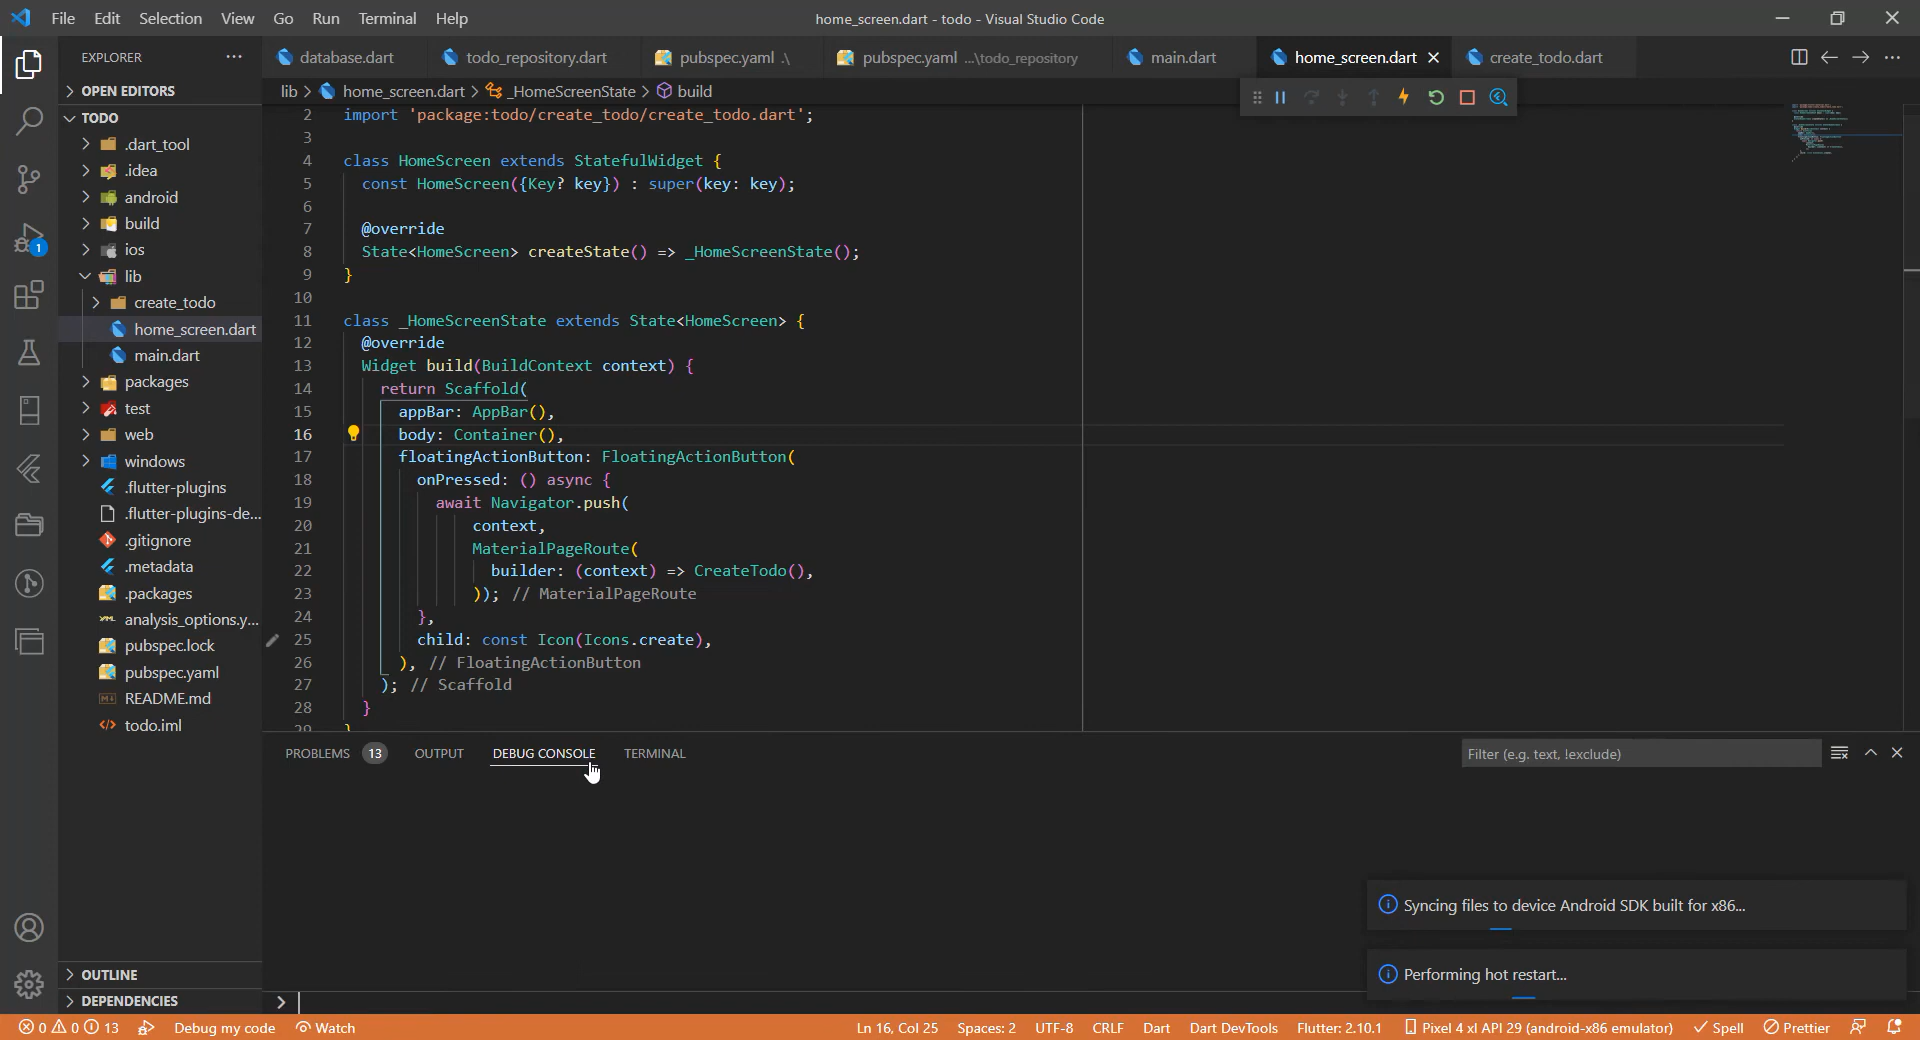 File Edit Selection View Go Run Terminal Help
home_screen.dart - todo - Visual Studio Code
EXPLORER
OPEN EDITORS
TODO
.dart_tool
.idea
android
build
ios
lib
create_todo
home_screen.dart
main.dart
packages
test
web
windows
.flutter-plugins
.flutter-plugins-de...
.gitignore
.metadata
.packages
analysis_options.y...
pubspec.lock
pubspec.yaml
README.md
todo.iml
OUTLINE
DEPENDENCIES
1
database.dart todo_repository.dart pubspec.yaml .\ pubspec.yaml ...\todo_repository main.dart home_screen.dart create_todo.dart
lib > home_screen.dart > _HomeScreenState > build
2 import 'package:todo/create_todo/create_todo.dart';
3
4 class HomeScreen extends StatefulWidget {
5 const HomeScreen({Key? key}) : super(key: key);
6
7 @override
8 State<HomeScreen> createState() => _HomeScreenState();
9 }
10
11 class _HomeScreenState extends State<HomeScreen> {
12 @override
13 Widget build(BuildContext context) {
14 return Scaffold(
15 appBar: AppBar(),
16 body: Container(),
17 floatingActionButton: FloatingActionButton(
18 onPressed: () async {
19 await Navigator.push(
20 context,
21 MaterialPageRoute(
22 builder: (context) => CreateTodo(),
23 )); // MaterialPageRoute
24 },
25 child: const Icon(Icons.create),
26 ), // FloatingActionButton
27 ); // Scaffold
28 }
29 }
PROBLEMS 13 OUTPUT DEBUG CONSOLE TERMINAL
Filter (e.g. text, !exclude)
Syncing files to device Android SDK built for x86...
Performing hot restart...
>
0 0 13 Debug my code Watch Ln 16, Col 25 Spaces: 2 UTF-8 CRLF Dart Dart DevTools Flutter: 2.10.1 Pixel 4 xl API 29 (android-x86 emulator) Spell Prettier